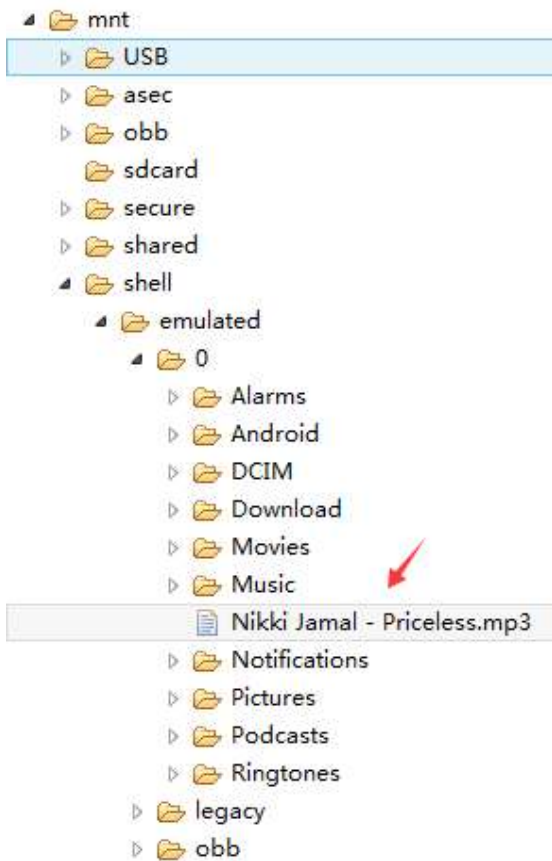 mnt
USB
asec
obb
sdcard
secure
shared
shell
emulated
0
Alarms
Android
DCIM
Download
Movies
Music
Nikki Jamal - Priceless.mp3
Notifications
Pictures
Podcasts
Ringtones
legacy
obb